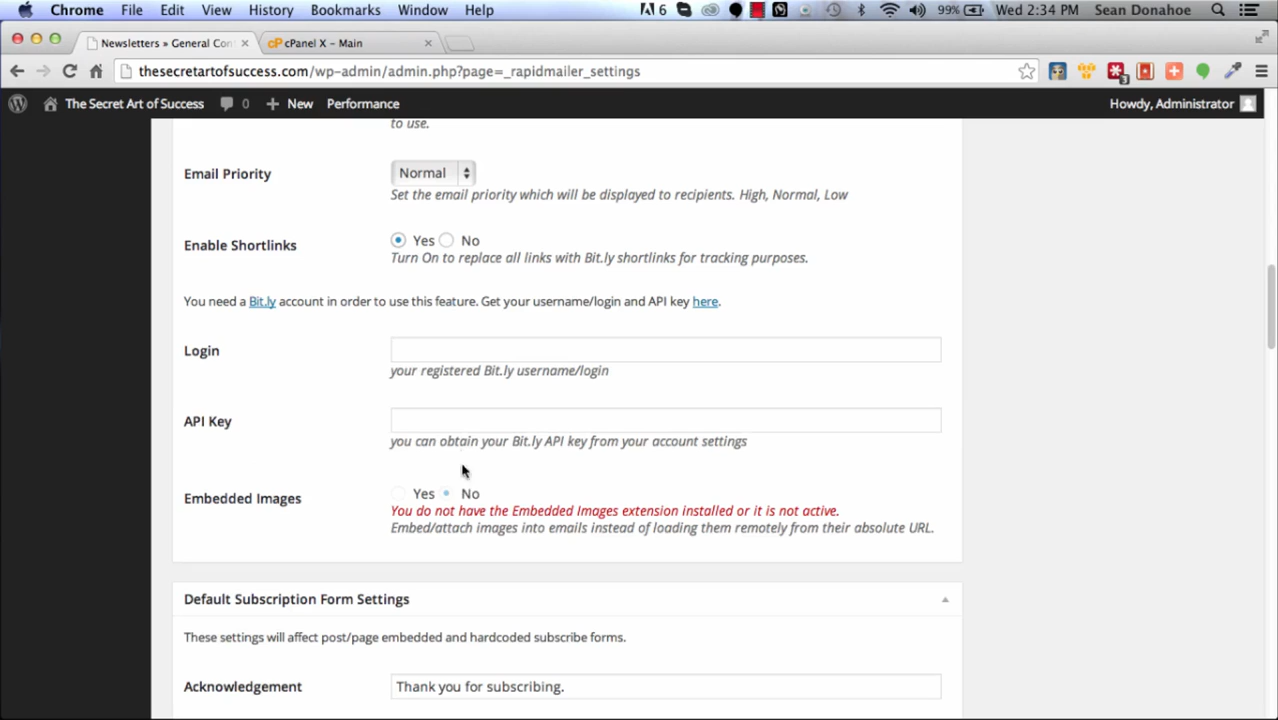 Chrome File Edit View History Bookmarks Window Help 6 99% Wed 2:34 PM Sean Donahoe
Newsletters » General Con × cPanel X – Main ×
thesecretartofsuccess.com/wp-admin/admin.php?page=_rapidmailer_settings 3
The Secret Art of Success 0 + New Performance Howdy, Administrator
to use.
Email Priority Normal
Set the email priority which will be displayed to recipients. High, Normal, Low
Enable Shortlinks Yes No
Turn On to replace all links with Bit.ly shortlinks for tracking purposes.
You need a Bit.ly account in order to use this feature. Get your username/login and API key here.
Login
your registered Bit.ly username/login
API Key
you can obtain your Bit.ly API key from your account settings
Embedded Images Yes No
You do not have the Embedded Images extension installed or it is not active.
Embed/attach images into emails instead of loading them remotely from their absolute URL.
Default Subscription Form Settings
These settings will affect post/page embedded and hardcoded subscribe forms.
Acknowledgement Thank you for subscribing.